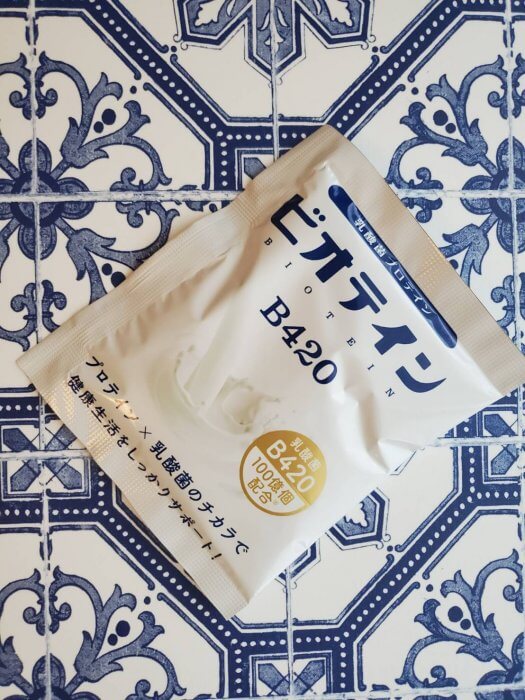 乳酸菌プロテイン
ビオテイン
BIOTEIN
B420
乳酸菌
B420
100億個
配合
プロテイン×乳酸菌のチカラで
健康生活をしっかりサポート!